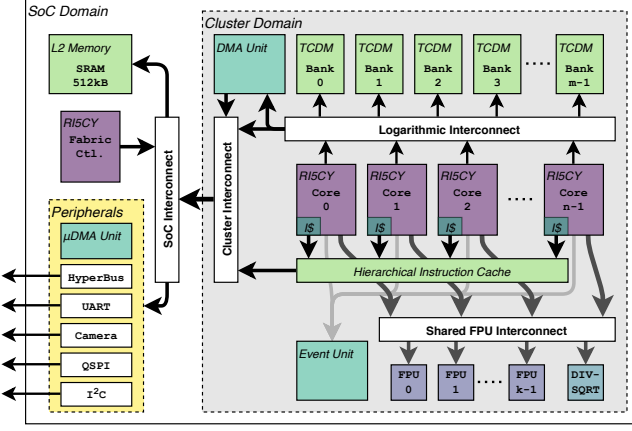 SoC Domain
L2 Memory
SRAM
512kB
RI5CY
Fabric
Ctl.
Peripherals
μDMA Unit
HyperBus
UART
Camera
QSPI
I²C
SoC Interconnect
Cluster Domain
DMA Unit
Cluster Interconnect
TCDM
Bank
0
TCDM
Bank
1
TCDM
Bank
2
TCDM
Bank
3
TCDM
Bank
m-1
Logarithmic Interconnect
RI5CY
Core
0
I$
RI5CY
Core
1
I$
RI5CY
Core
2
I$
RI5CY
Core
n-1
I$
Hierarchical Instruction Cache
Shared FPU Interconnect
Event Unit
FPU
0
FPU
1
FPU
k-1
DIV-
SQRT